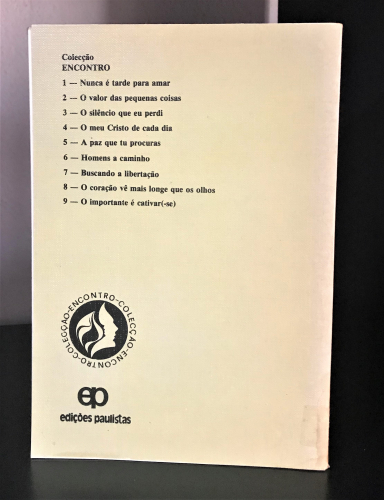 Colecção
ENCONTRO
1 — Nunca é tarde para amar
2 — O valor das pequenas coisas
3 — O silêncio que eu perdi
4 — O meu Cristo de cada dia
5 — A paz que tu procuras
6 — Homens a caminho
7 — Buscando a libertação
8 — O coração vê mais longe que os olhos
9 — O importante é cativar(-se)
COLECÇÃO-ENCONTRO-COLECÇÃO-ENCONTRO-
ep
edições paulistas